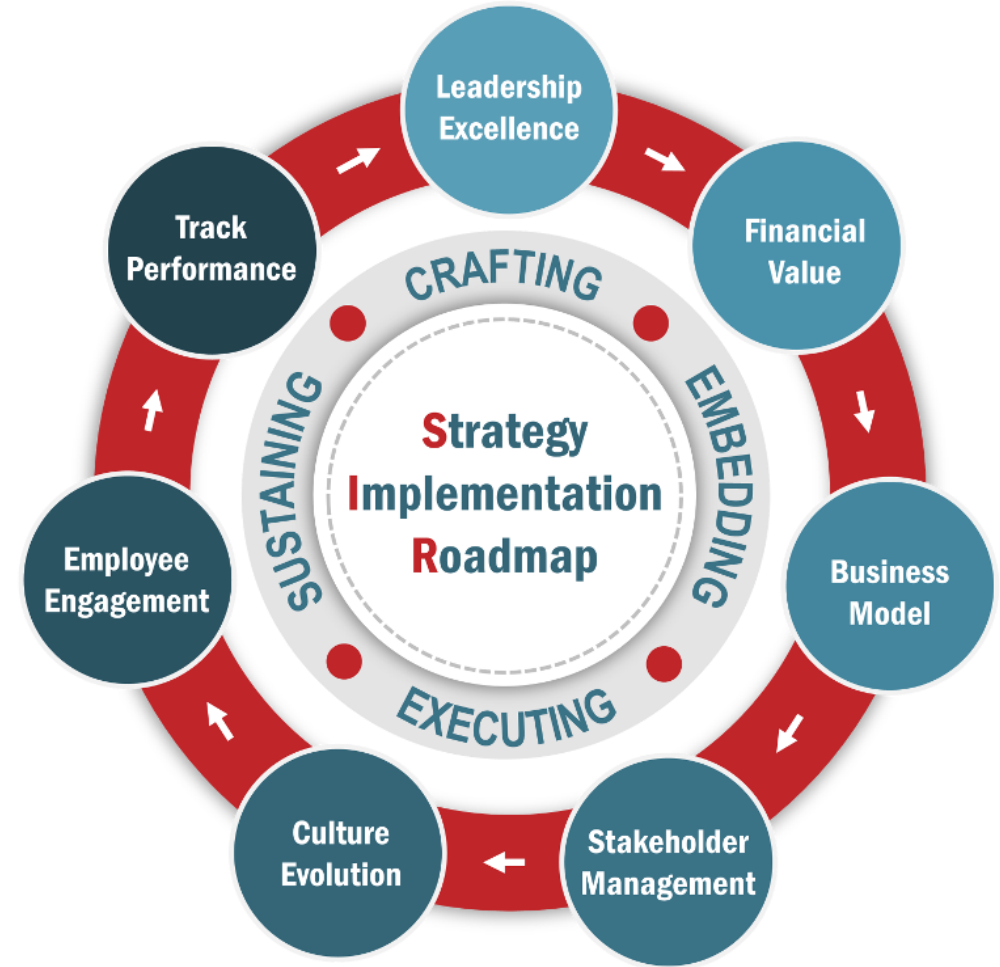 Leadership
Excellence
Financial
Value
Business
Model
Stakeholder
Management
Culture
Evolution
Employee
Engagement
Track
Performance
CRAFTING
EMBEDDING
EXECUTING
SUSTAINING
Strategy
Implementation
Roadmap